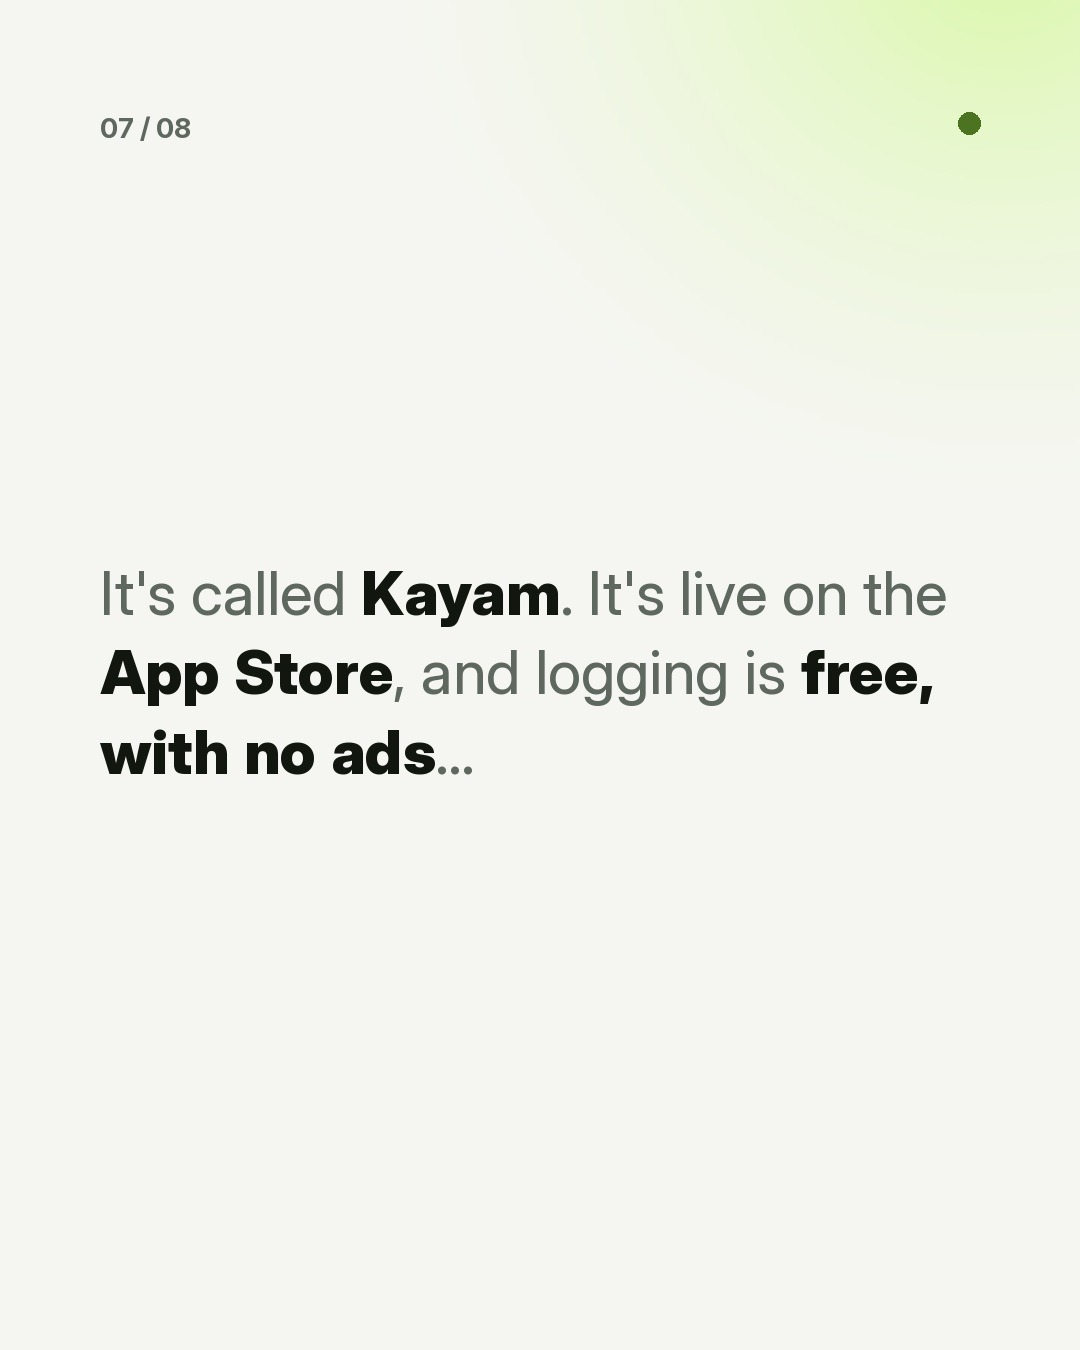 07 / 08
It's called Kayam. It's live on the
App Store, and logging is free,
with no ads...